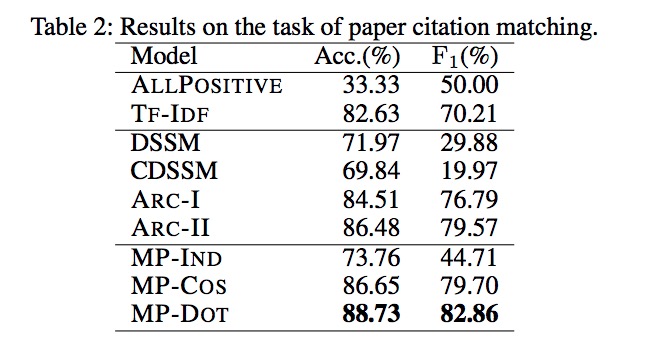 Table 2: Results on the task of paper citation matching.
Model Acc.(%) F1(%)
ALLPOSITIVE 33.33 50.00
TF-IDF 82.63 70.21
DSSM 71.97 29.88
CDSSM 69.84 19.97
ARC-I 84.51 76.79
ARC-II 86.48 79.57
MP-IND 73.76 44.71
MP-COS 86.65 79.70
MP-DOT 88.73 82.86